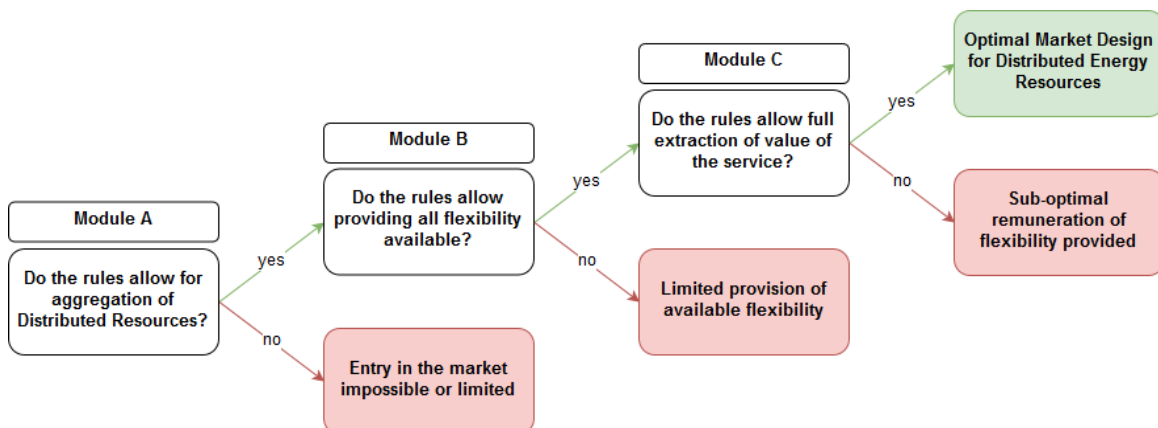 Module A
Do the rules allow for
aggregation of
Distributed Resources?
yes
no
Module B
Do the rules allow
providing all flexibility
available?
Entry in the market
impossible or limited
yes
no
Module C
Do the rules allow full
extraction of value of
the service?
Limited provision of
available flexibility
yes
no
Optimal Market Design
for Distributed Energy
Resources
Sub-optimal
remuneration of
flexibility provided